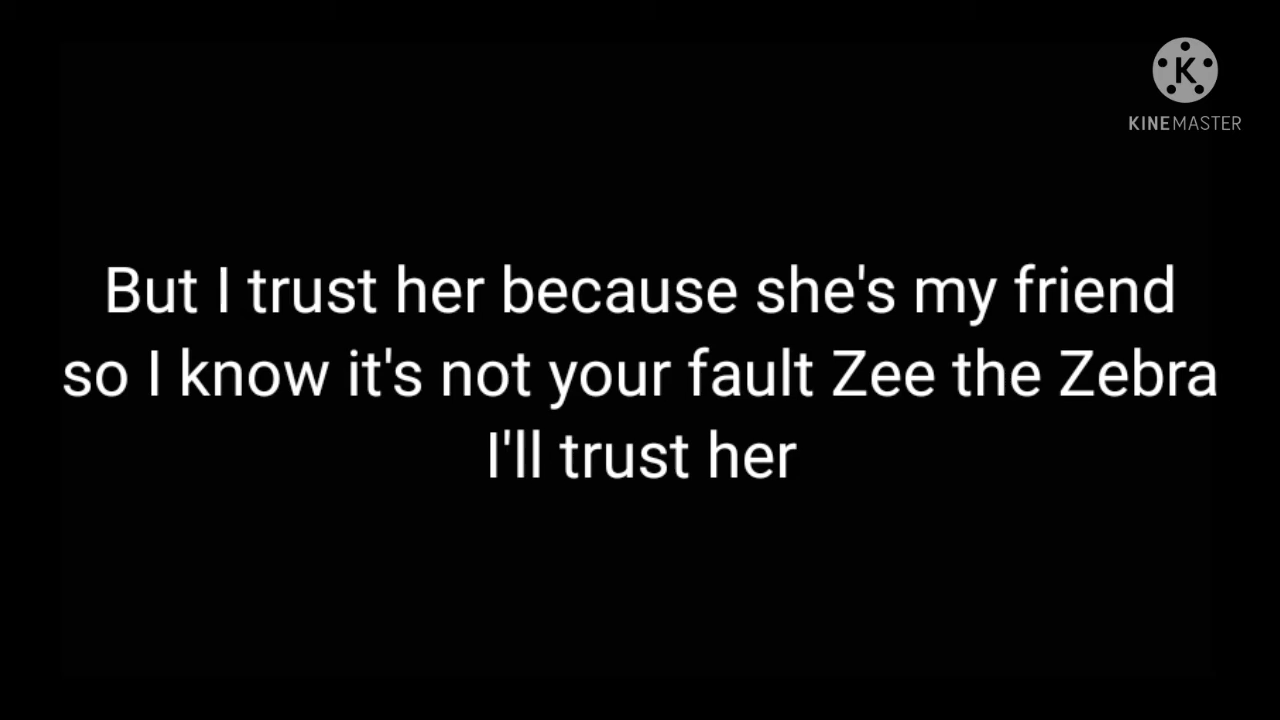 K
KINEMASTER
But I trust her because she's my friend
so I know it's not your fault Zee the Zebra
I'll trust her